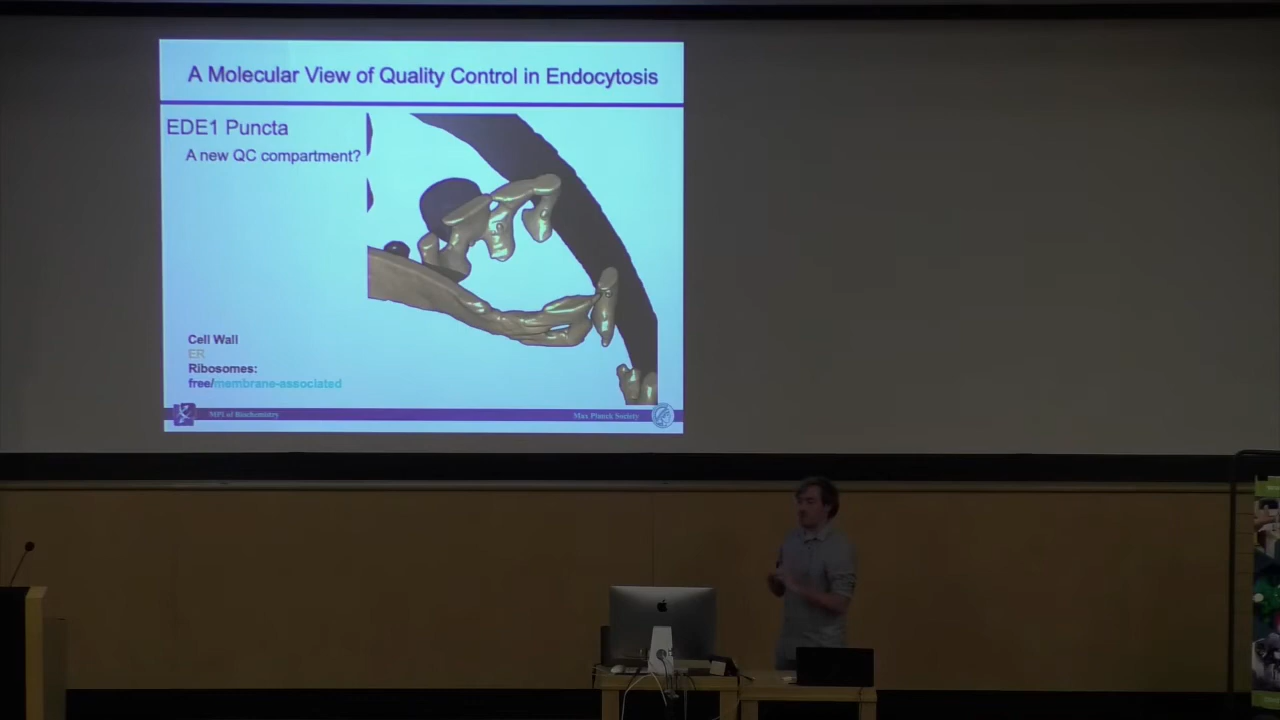 A Molecular View of Quality Control in Endocytosis
EDE1 Puncta
A new QC compartment?
Cell Wall
ER
Ribosomes:
free/membrane-associated
MPI of Biochemistry
Max Planck Society